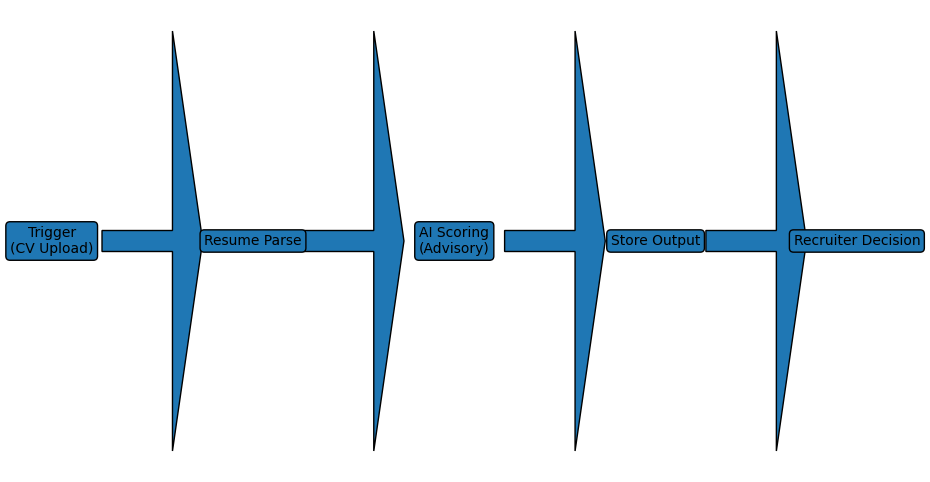 Trigger
(CV Upload)
Resume Parse
AI Scoring
(Advisory)
Store Output
Recruiter Decision